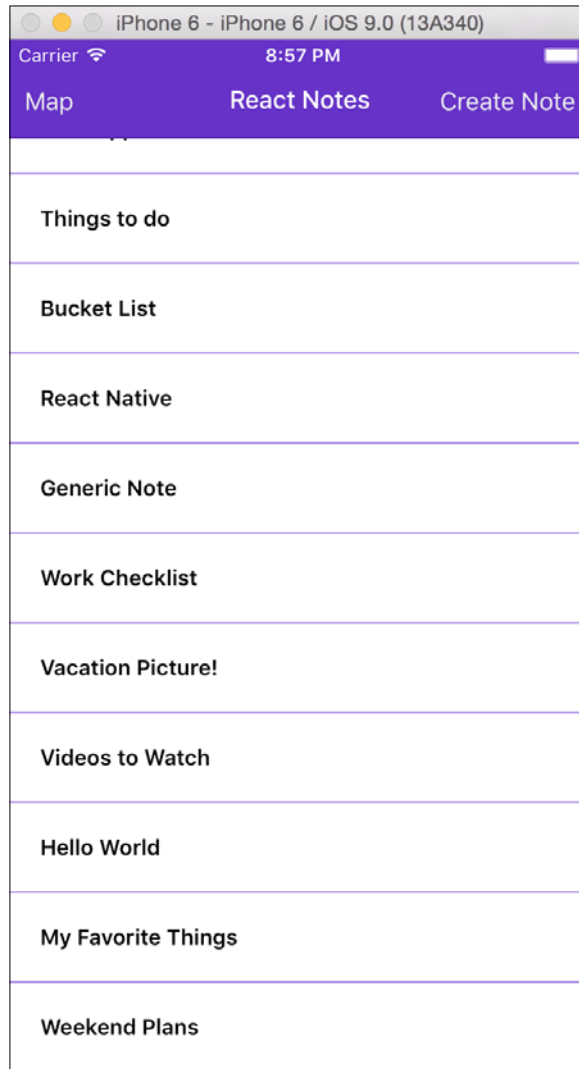 iPhone 6 - iPhone 6 / iOS 9.0 (13A340)
Carrier 8:57 PM
Map React Notes Create Note
Things to do
Bucket List
React Native
Generic Note
Work Checklist
Vacation Picture!
Videos to Watch
Hello World
My Favorite Things
Weekend Plans